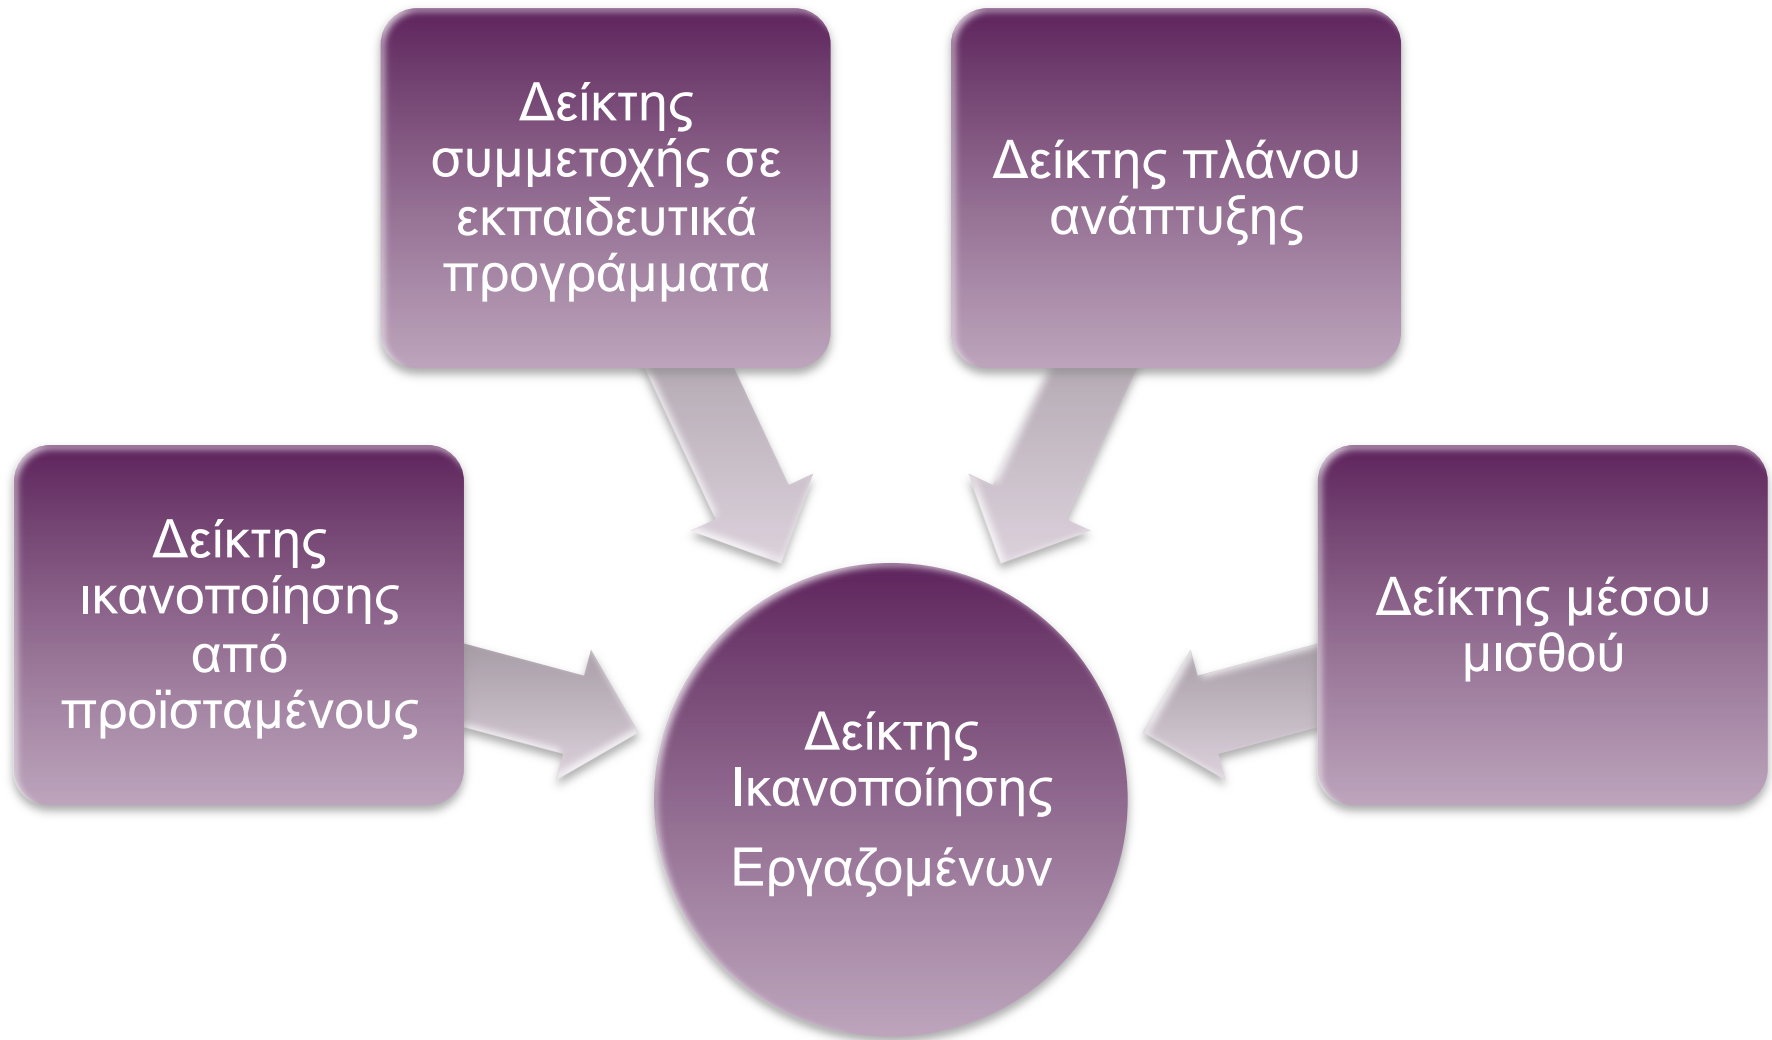 Δείκτης
συμμετοχής σε
εκπαιδευτικά
προγράμματα
Δείκτης πλάνου
ανάπτυξης
Δείκτης
ικανοποίησης
από
προϊσταμένους
Δείκτης μέσου
μισθού
Δείκτης
Ικανοποίησης
Εργαζομένων